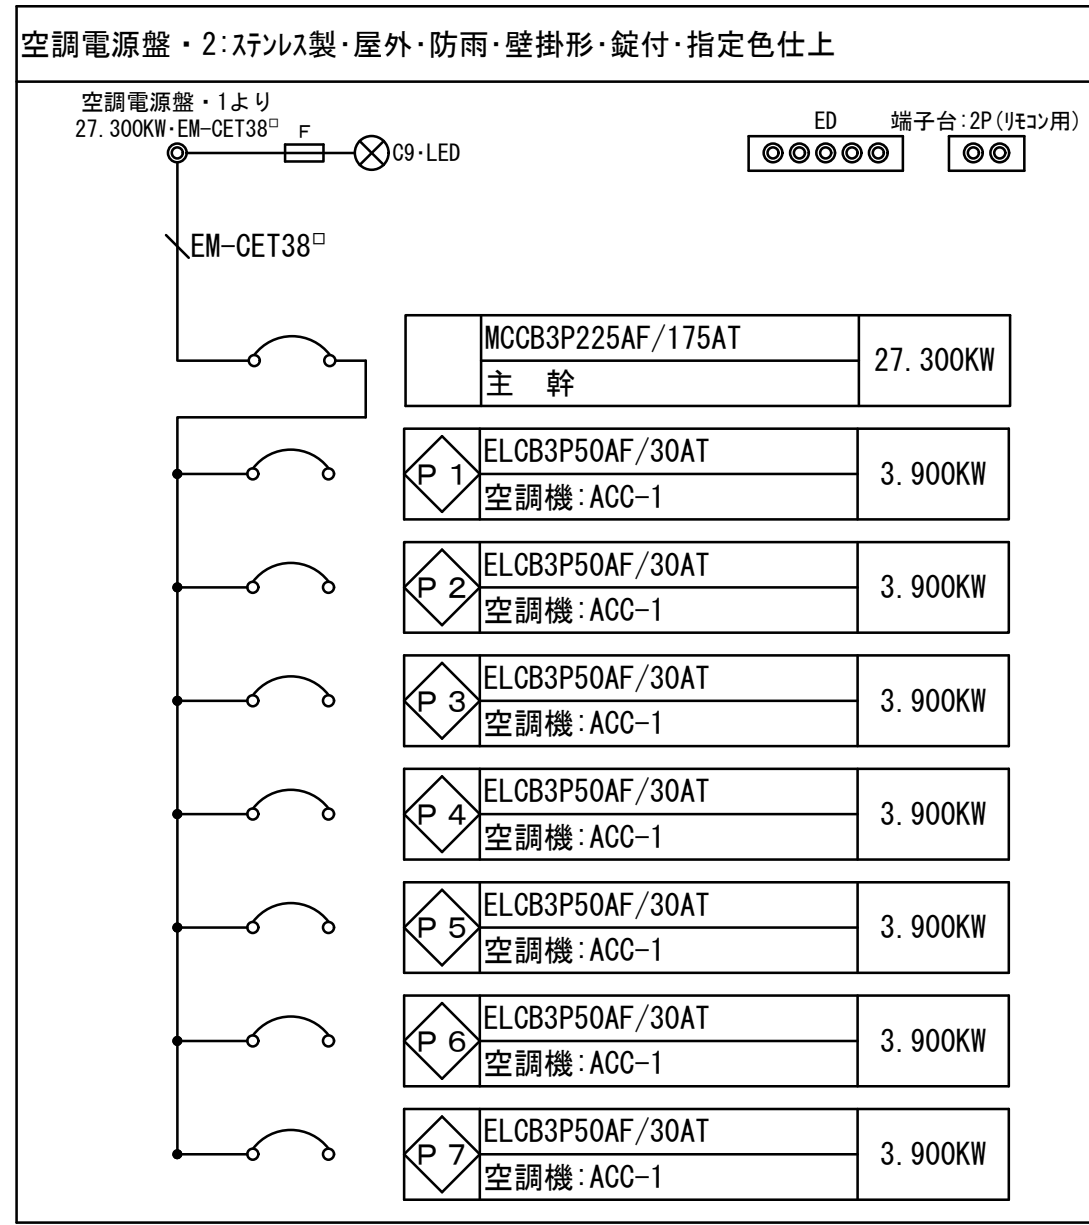 空調電源盤・2:ｽﾃﾝﾚｽ製･屋外･防雨･壁掛形･錠付･指定色仕上
空調電源盤・1より
27.300KW･EM-CET38□
F
C9･LED
ED
端子台:2P(ﾘﾓｺﾝ用)
EM-CET38□
MCCB3P225AF/175AT
主 幹
27.300KW
P 1
ELCB3P50AF/30AT
空調機:ACC-1
3.900KW
P 2
ELCB3P50AF/30AT
空調機:ACC-1
3.900KW
P 3
ELCB3P50AF/30AT
空調機:ACC-1
3.900KW
P 4
ELCB3P50AF/30AT
空調機:ACC-1
3.900KW
P 5
ELCB3P50AF/30AT
空調機:ACC-1
3.900KW
P 6
ELCB3P50AF/30AT
空調機:ACC-1
3.900KW
P 7
ELCB3P50AF/30AT
空調機:ACC-1
3.900KW